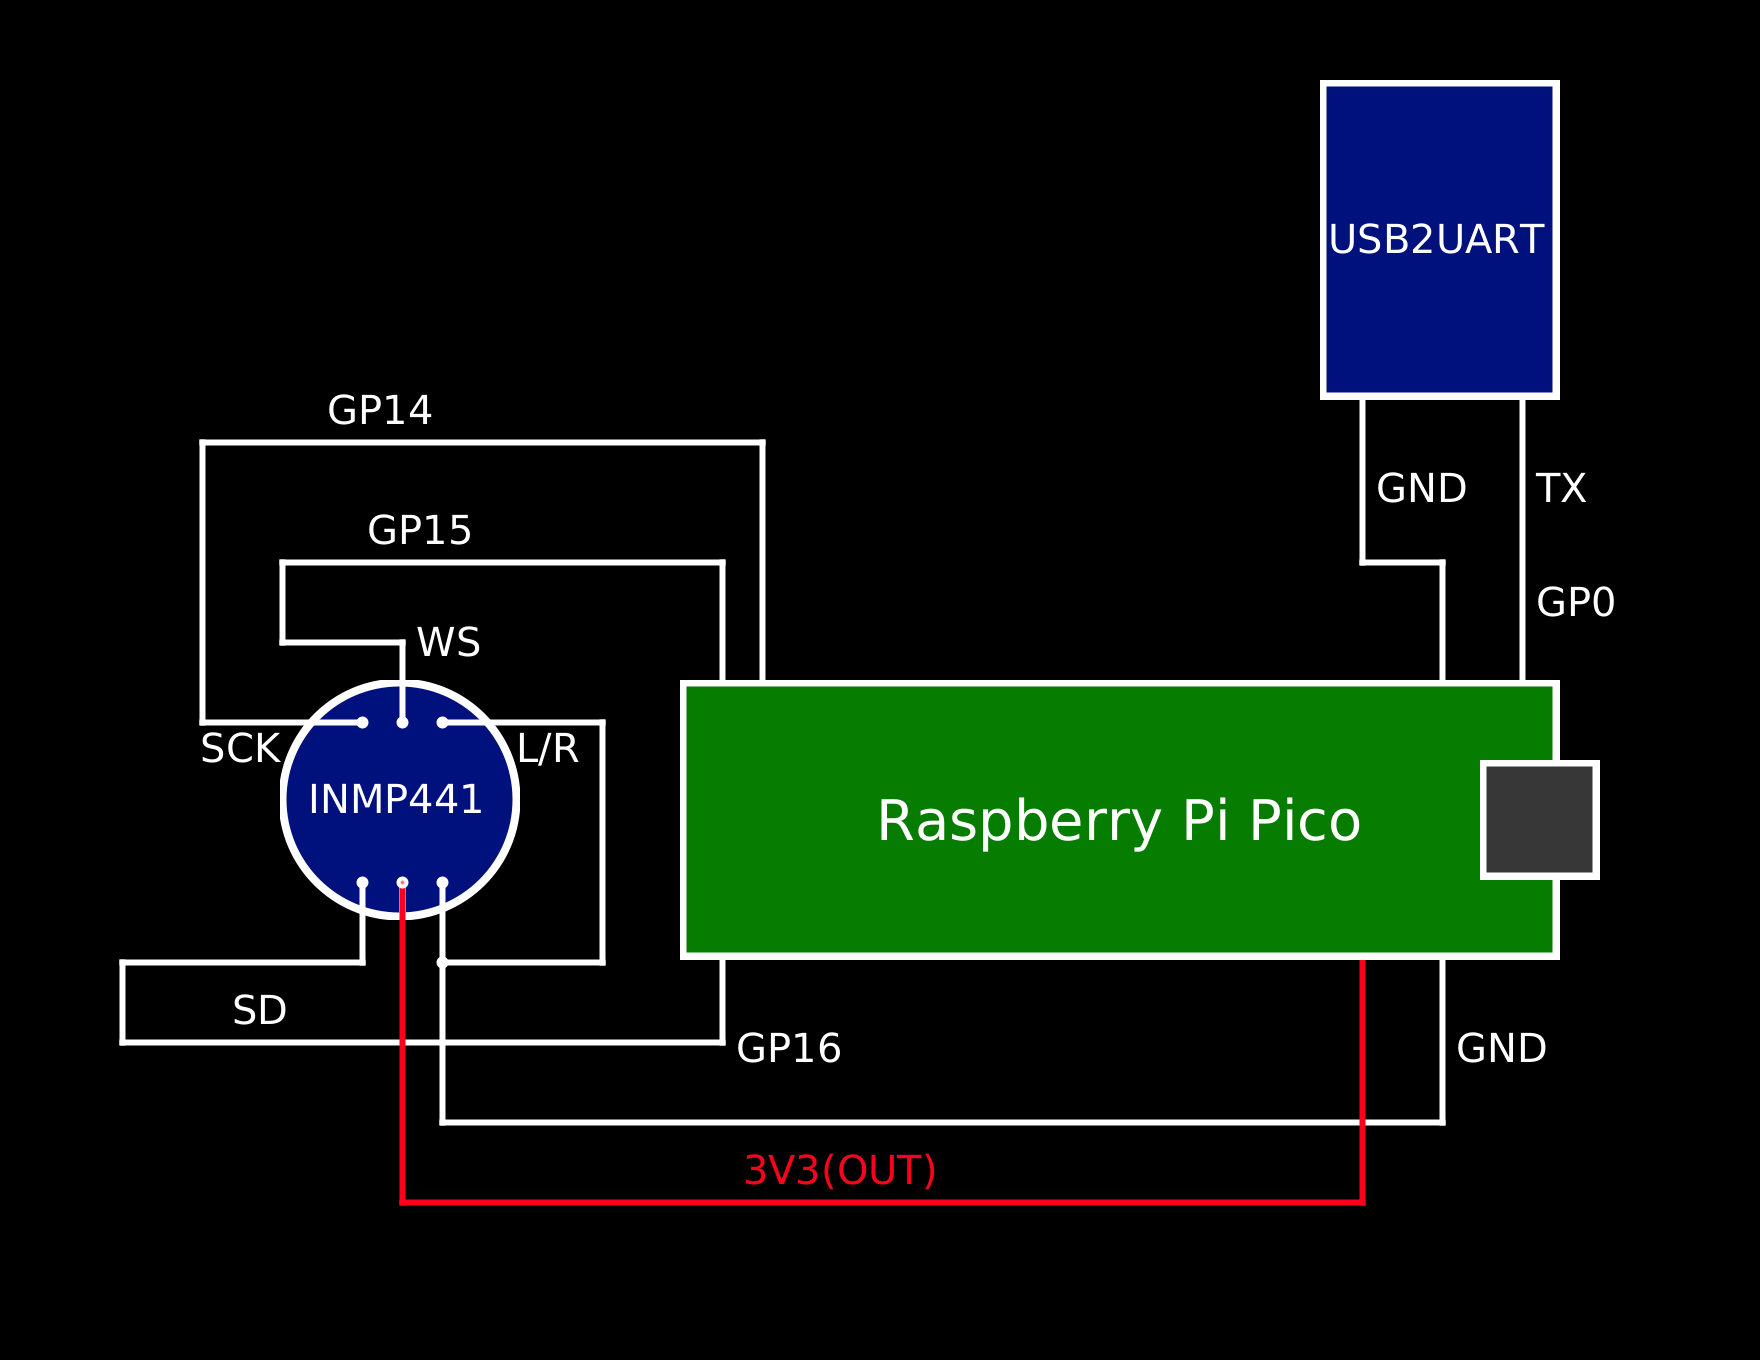 USB2UART
GP14
GND
TX
GP15
GP0
WS
SCK
L/R
INMP441
Raspberry Pi Pico
SD
GP16
GND
3V3(OUT)